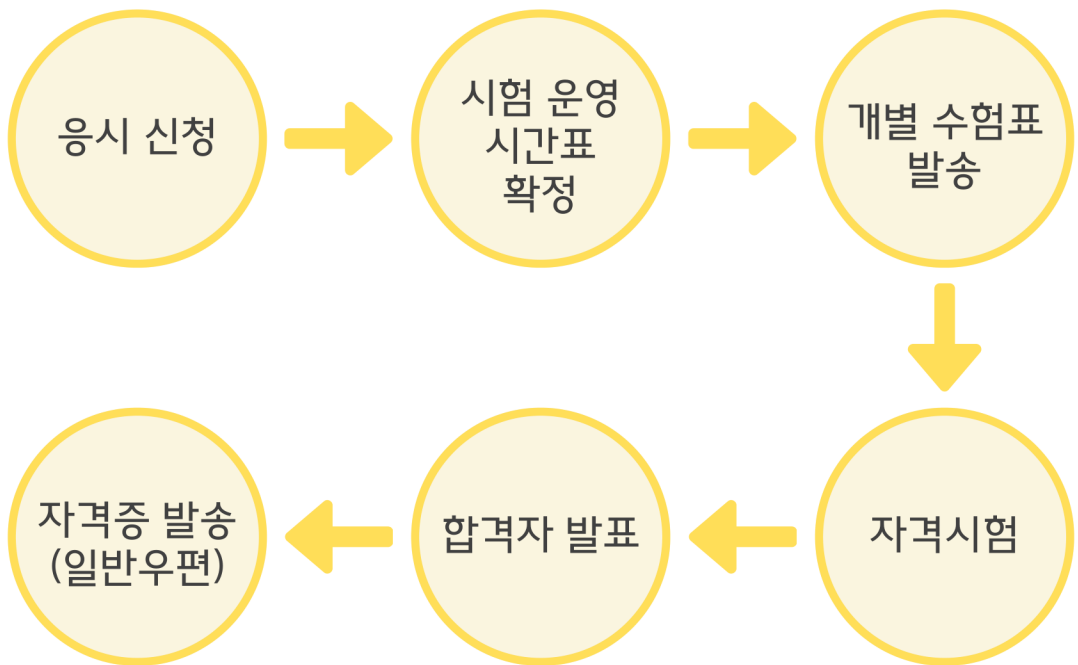 응시 신청
시험 운영
시간표
확정
개별 수험표
발송
자격시험
합격자 발표
자격증 발송
(일반우편)